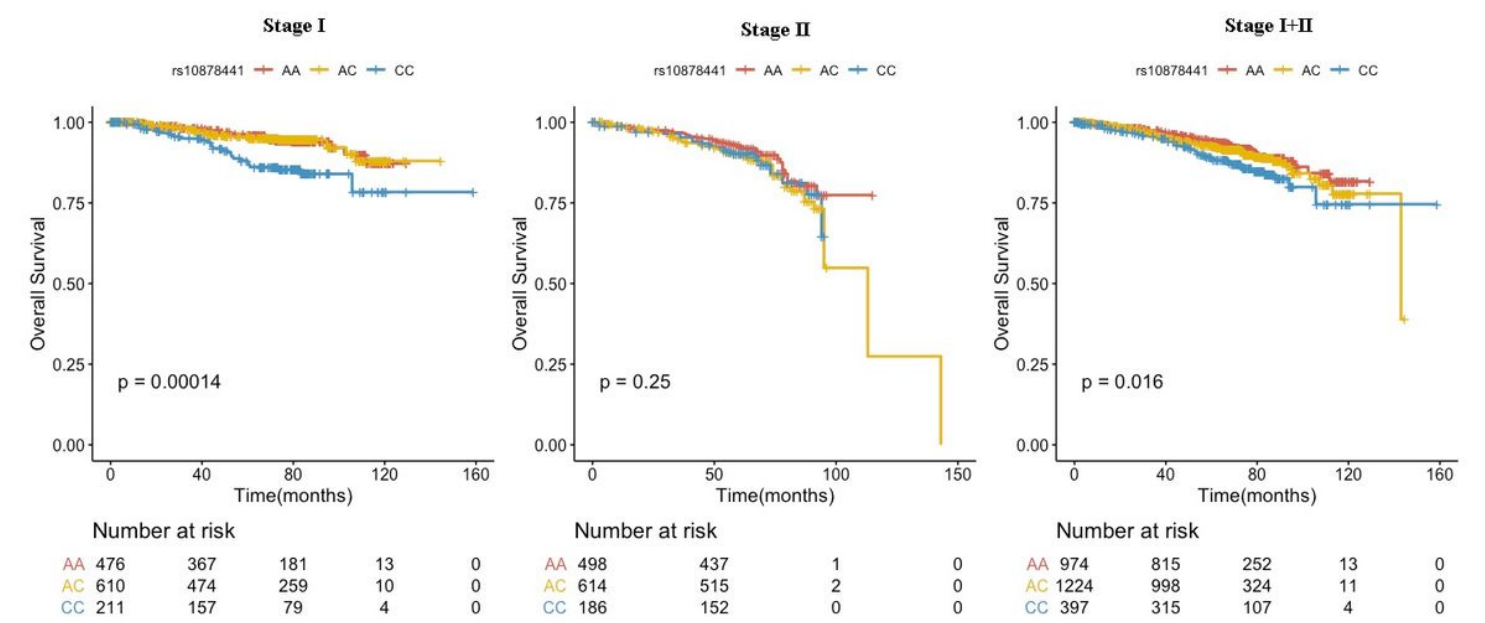 Stage I
rs10878441 AA AC CC
1.00
0.75
0.50
0.25
0.00
Overall Survival
p = 0.00014
0 40 80 120 160
Time(months)
Number at risk
AA 476 367 181 13 0
AC 610 474 259 10 0
CC 211 157 79 4 0
Stage II
rs10878441 AA AC CC
1.00
0.75
0.50
0.25
0.00
Overall Survival
p = 0.25
0 50 100 150
Time(months)
Number at risk
AA 498 437 1 0
AC 614 515 2 0
CC 186 152 0 0
Stage I+II
rs10878441 AA AC CC
1.00
0.75
0.50
0.25
0.00
Overall Survival
p = 0.016
0 40 80 120 160
Time(months)
Number at risk
AA 974 815 252 13 0
AC 1224 998 324 11 0
CC 397 315 107 4 0